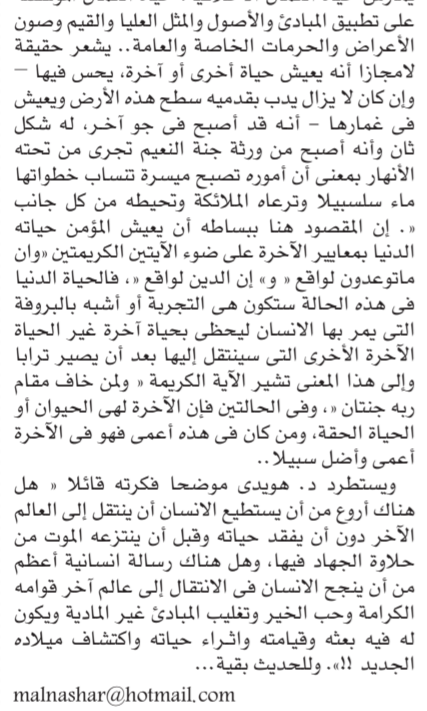 على تطبيق المبادئ والأصول والمثل العليا والقيم وصون
الأعراض والحرمات الخاصة والعامة.. يشعر حقيقة
لامجازا أنه يعيش حياة أخرى أو آخرة، يحس فيها –
وإن كان لا يزال يدب بقدميه سطح هذه الأرض ويعيش
فى غمارها – أنه قد أصبح فى جو آخر، له شكل
ثان وأنه أصبح من ورثة جنة النعيم تجرى من تحته
الأنهار بمعنى أن أموره تصبح ميسرة تنساب خطواتها
ماء سلسبيلا وترعاه الملائكة وتحيطه من كل جانب
«. إن المقصود هنا ببساطه أن يعيش المؤمن حياته
الدنيا بمعايير الآخرة على ضوء الآيتين الكريمتين «وان
ماتوعدون لواقع « و» إن الدين لواقع «، فالحياة الدنيا
فى هذه الحالة ستكون هى التجربة أو أشبه بالبروفة
التى يمر بها الانسان ليحظى بحياة آخرة غير الحياة
الآخرة الأخرى التى سينتقل إليها بعد أن يصير ترابا
وإلى هذا المعنى تشير الآية الكريمة « ولمن خاف مقام
ربه جنتان «، وفى الحالتين فإن الآخرة لهى الحيوان أو
الحياة الحقة، ومن كان فى هذه أعمى فهو فى الآخرة
أعمى وأضل سبيلا..
ويستطرد د. هويدى موضحا فكرته قائلا « هل
هناك أروع من أن يستطيع الانسان أن ينتقل إلى العالم
الآخر دون أن يفقد حياته وقبل أن ينتزعه الموت من
حلاوة الجهاد فيها، وهل هناك رسالة انسانية أعظم
من أن ينجح الانسان فى الانتقال إلى عالم آخر قوامه
الكرامة وحب الخير وتغليب المبادئ غير المادية ويكون
له فيه بعثه وقيامته واثراء حياته واكتشاف ميلاده
الجديد !!». وللحديث بقية...
malnashar@hotmail.com